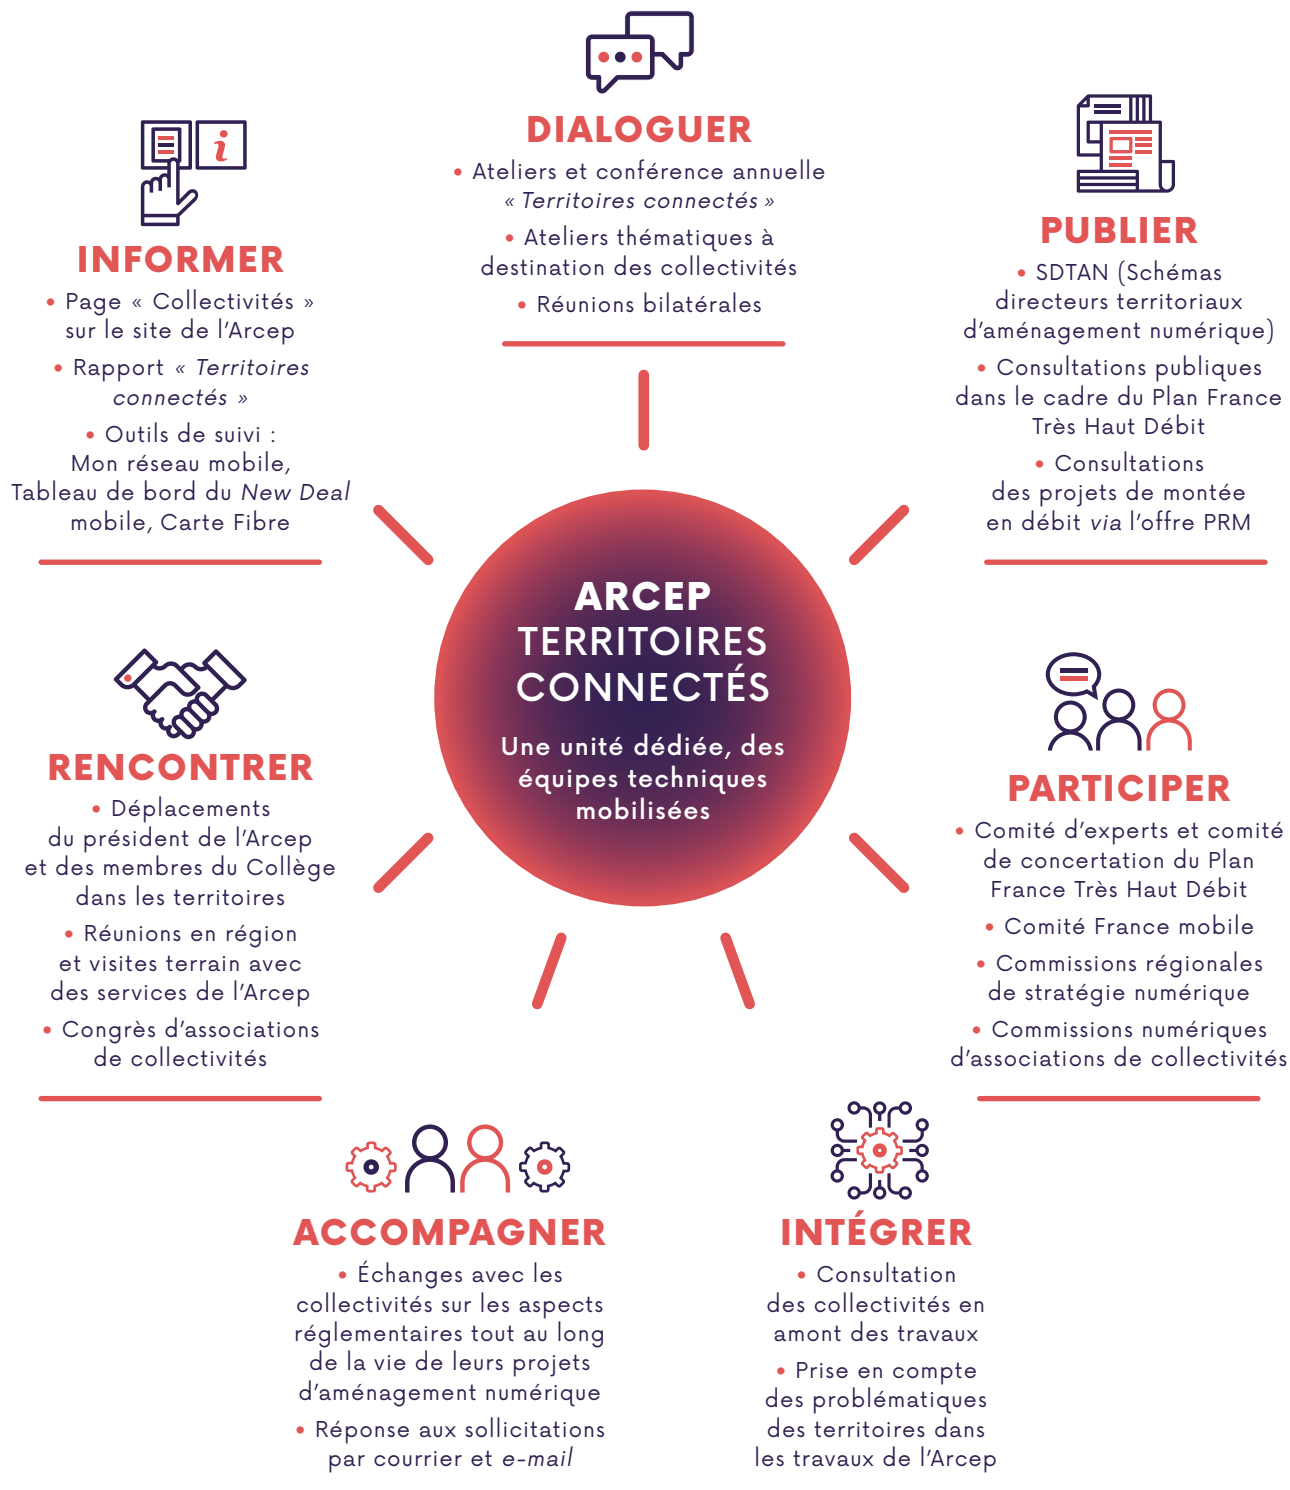 DIALOGUER
• Ateliers et conférence annuelle
« Territoires connectés »
• Ateliers thématiques à
destination des collectivités
• Réunions bilatérales
i
INFORMER
• Page « Collectivités »
sur le site de l’Arcep
• Rapport « Territoires
connectés »
• Outils de suivi :
Mon réseau mobile,
Tableau de bord du New Deal
mobile, Carte Fibre
PUBLIER
• SDTAN (Schémas
directeurs territoriaux
d’aménagement numérique)
• Consultations publiques
dans le cadre du Plan France
Très Haut Débit
• Consultations
des projets de montée
en débit via l’offre PRM
ARCEP
TERRITOIRES
CONNECTÉS
Une unité dédiée, des
équipes techniques
mobilisées
RENCONTRER
• Déplacements
du président de l’Arcep
et des membres du Collège
dans les territoires
• Réunions en région
et visites terrain avec
des services de l’Arcep
• Congrès d’associations
de collectivités
PARTICIPER
• Comité d’experts et comité
de concertation du Plan
France Très Haut Débit
• Comité France mobile
• Commissions régionales
de stratégie numérique
• Commissions numériques
d’associations de collectivités
ACCOMPAGNER
• Échanges avec les
collectivités sur les aspects
réglementaires tout au long
de la vie de leurs projets
d’aménagement numérique
• Réponse aux sollicitations
par courrier et e-mail
INTÉGRER
• Consultation
des collectivités en
amont des travaux
• Prise en compte
des problématiques
des territoires dans
les travaux de l’Arcep